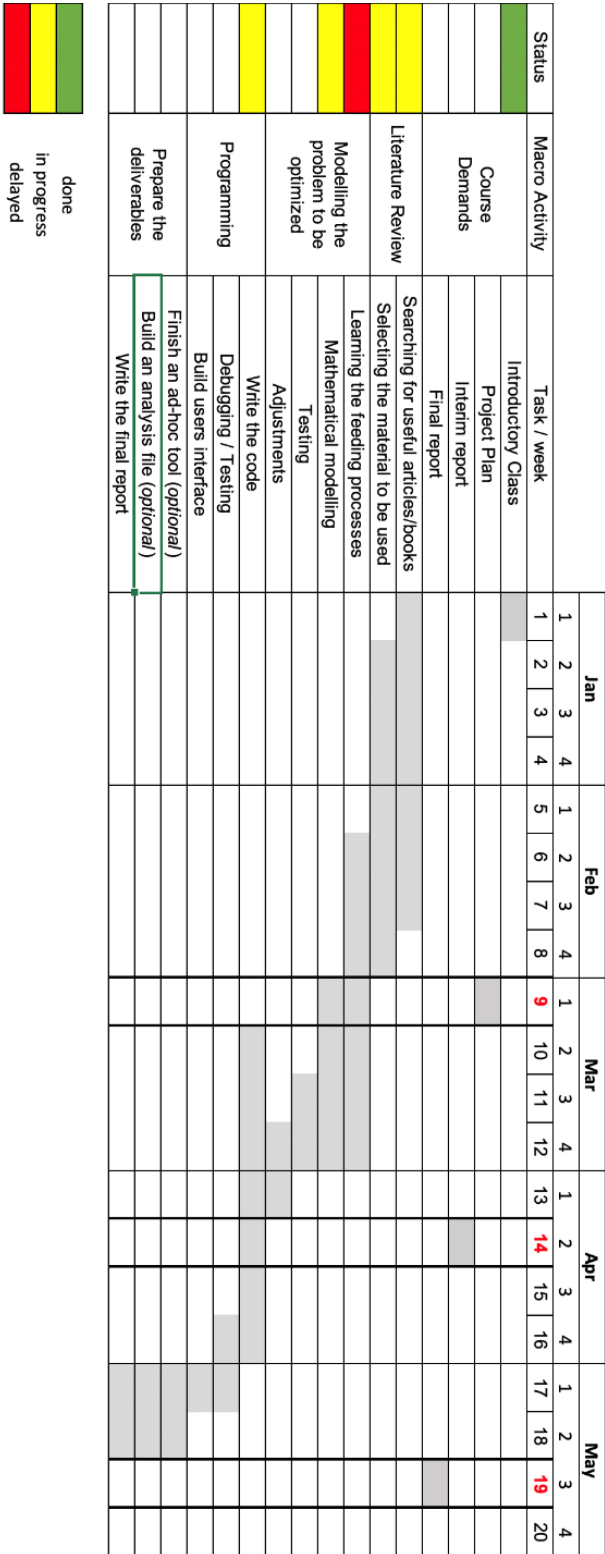 Jan Feb Mar Apr May
1 2 3 4 1 2 3 4 1 2 3 4 1 2 3 4 1 2 3 4
Status Macro Activity Task / week 1 2 3 4 5 6 7 8 9 10 11 12 13 14 15 16 17 18 19 20
Course
Demands
Introductory Class
Project Plan
Interim report
Final report
Literature Review
Searching for useful articles/books
Selecting the material to be used
Modelling the
problem to be
optimized
Learning the feeding processes
Mathematical modelling
Testing
Adjustments
Programming
Write the code
Debugging / Testing
Build users interface
Prepare the
deliverables
Finish an ad-hoc tool (optional)
Build an analysis file (optional)
Write the final report
done
in progress
delayed